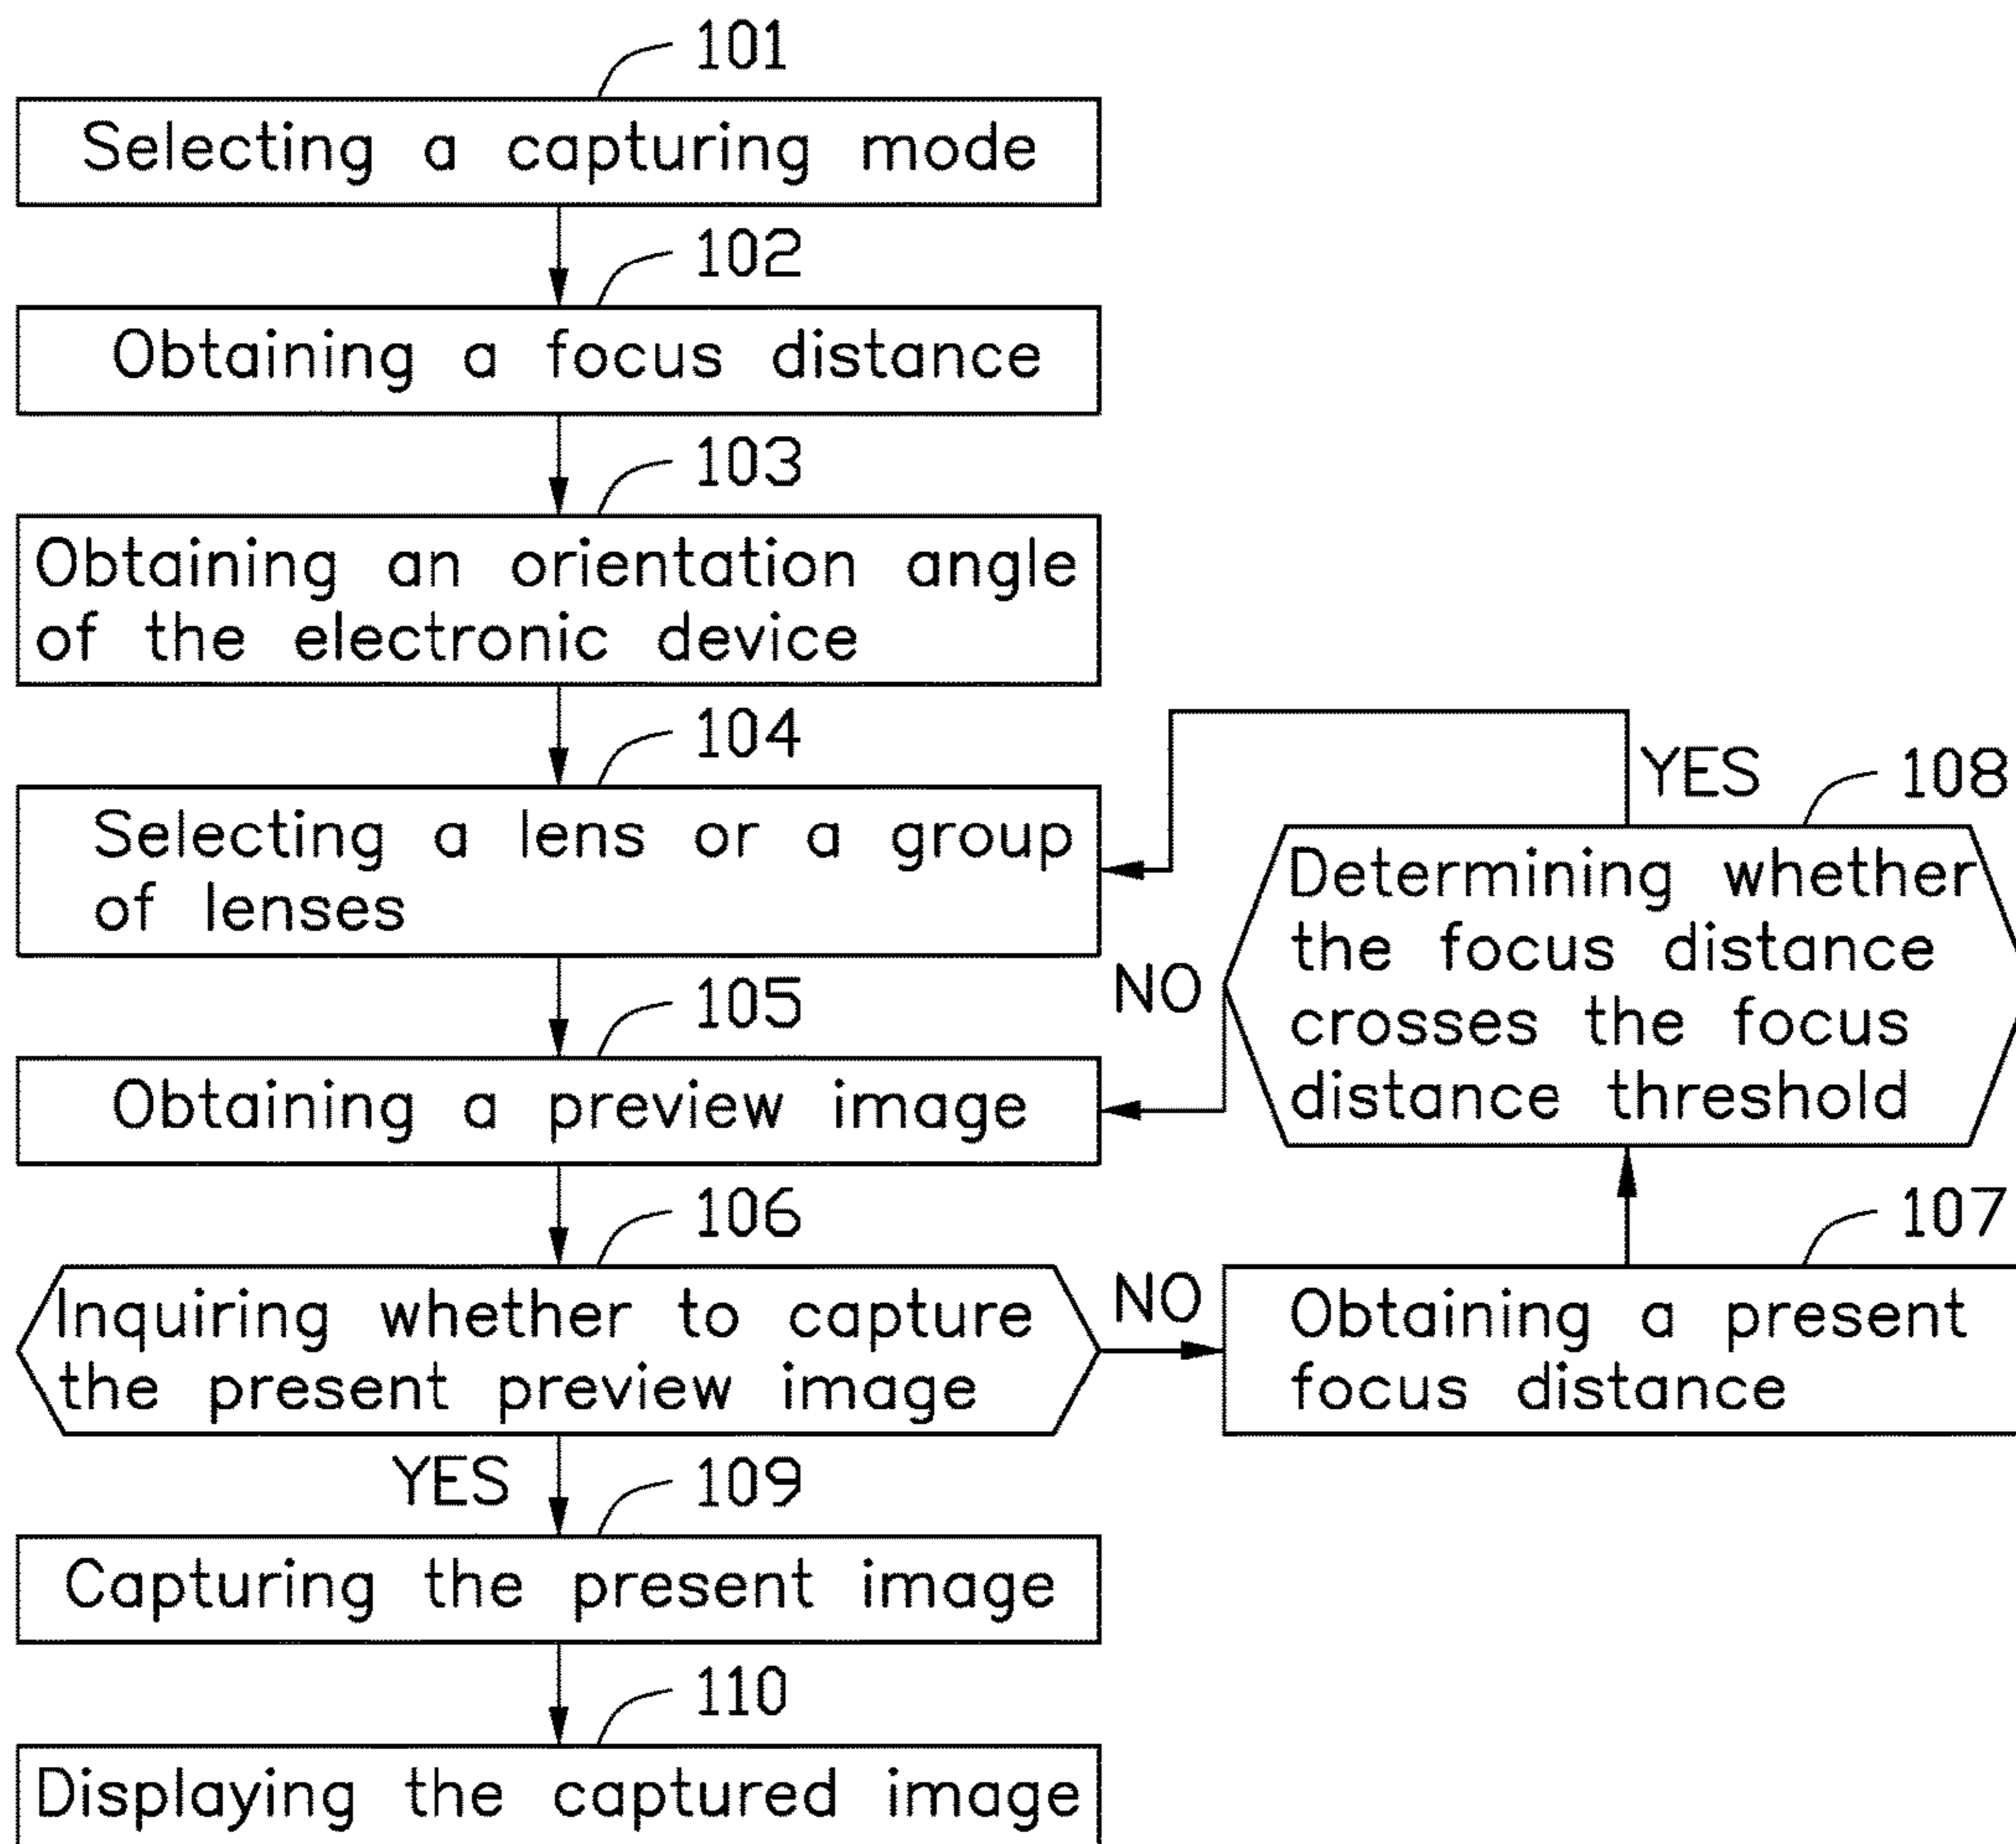 101
Selecting a capturing mode
102
Obtaining a focus distance
103
Obtaining an orientation angle
of the electronic device
104
Selecting a lens or a group
of lenses
105
Obtaining a preview image
106
Inquiring whether to capture
the present preview image
NO
107
Obtaining a present
focus distance
108
Determining whether
the focus distance
crosses the focus
distance threshold
YES
NO
YES
109
Capturing the present image
110
Displaying the captured image